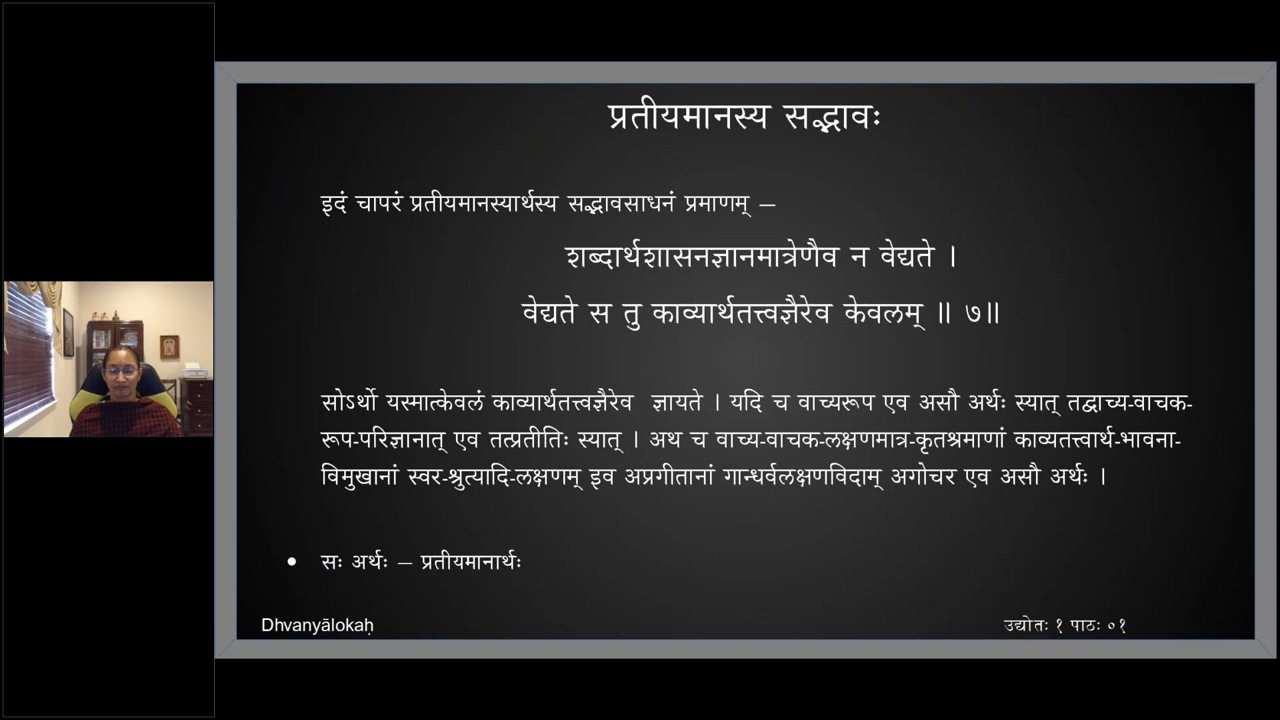 प्रतीयमानस्य सद्भावः
इदं चापरं प्रतीयमानस्यार्थस्य सद्भावसाधनं प्रमाणम् –
शब्दार्थशासनज्ञानमात्रेणैव न वेद्यते ।
वेद्यते स तु काव्यार्थतत्त्वज्ञैरेव केवलम् ॥ ७॥
सोऽर्थो यस्मात्केवलं काव्यार्थतत्त्वज्ञैरेव ज्ञायते । यदि च वाच्यरूप एव असौ अर्थः स्यात् तद्वाच्य-वाचक-
रूप-परिज्ञानात् एव तत्प्रतीतिः स्यात् । अथ च वाच्य-वाचक-लक्षणमात्र-कृतश्रमाणां काव्यतत्त्वार्थ-भावना-
विमुखानां स्वर-श्रुत्यादि-लक्षणम् इव अप्रगीतानां गान्धर्वलक्षणविदाम् अगोचर एव असौ अर्थः ।
• सः अर्थः – प्रतीयमानार्थः
Dhvanyālokaḥ
उद्योतः १ पाठः ०१